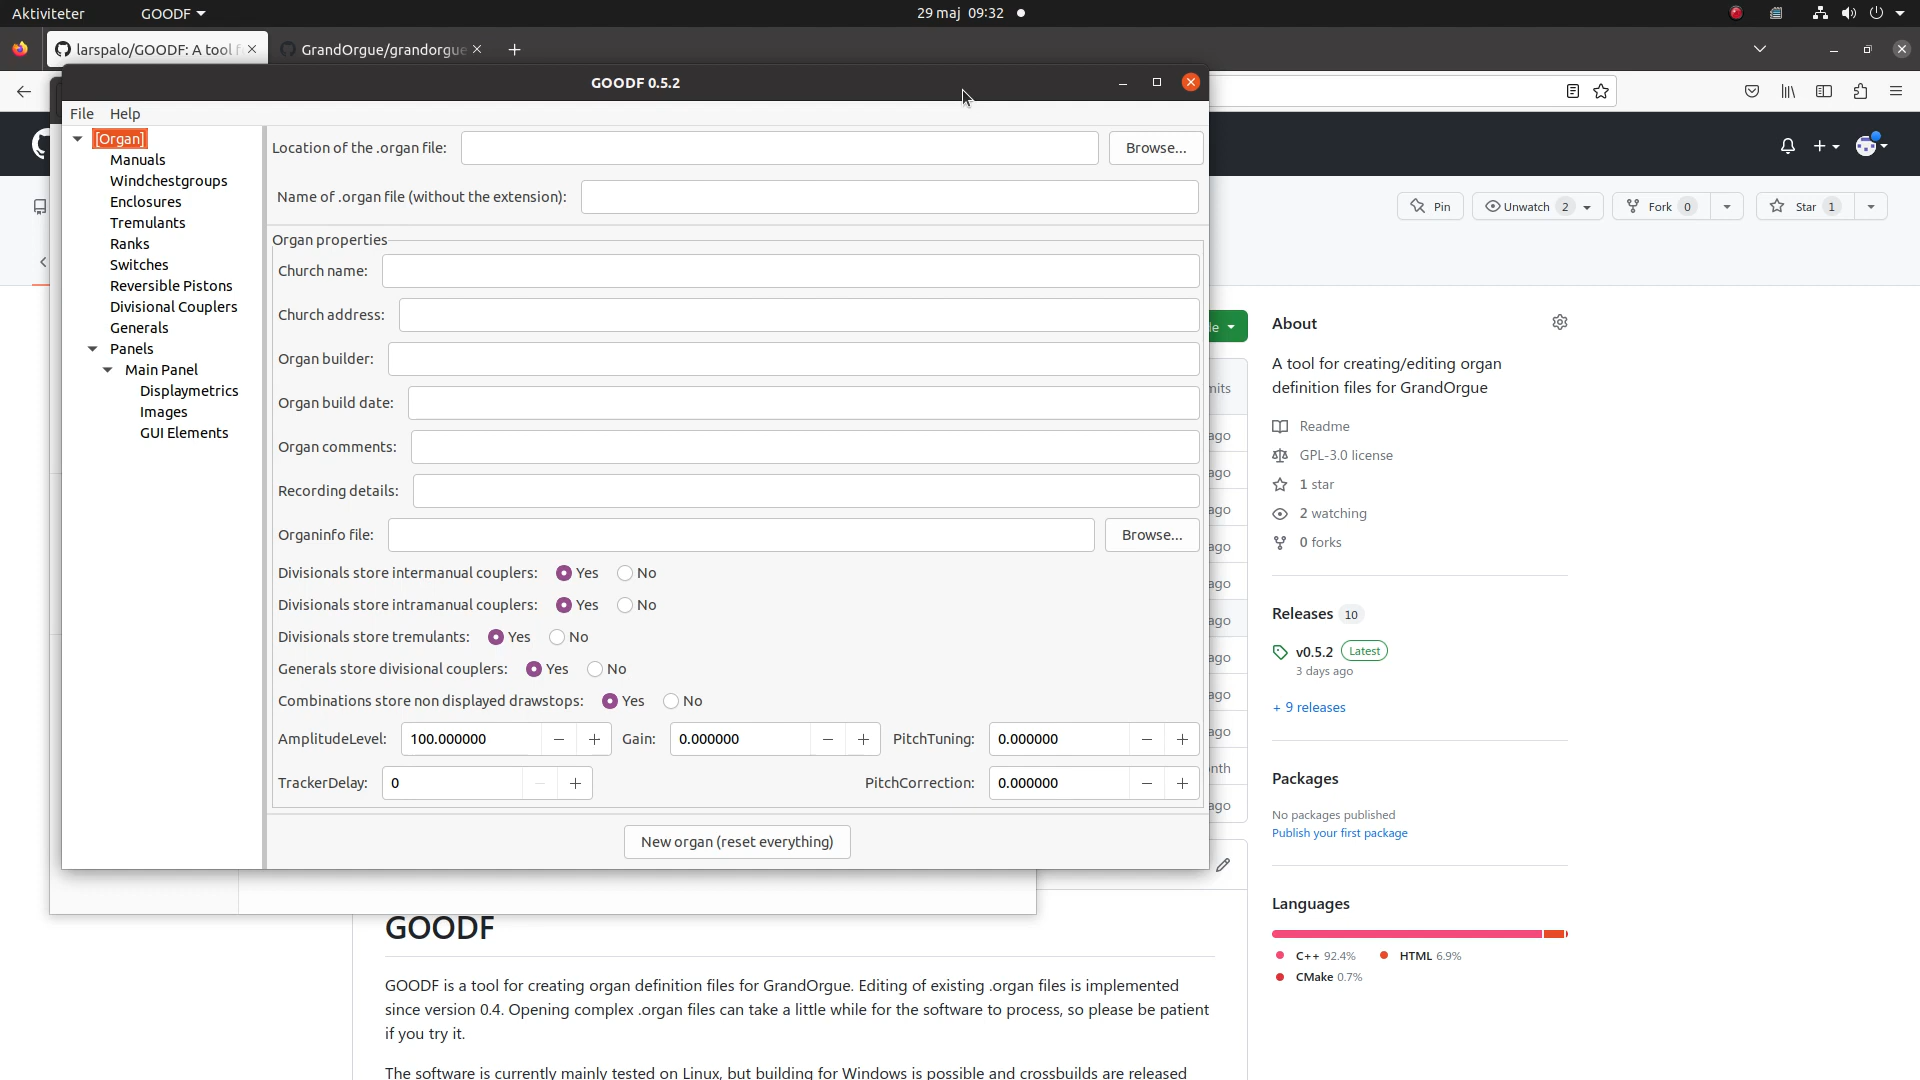 Aktiviteter
GOODF
29 maj 09:32
larspalo/GOODF: A tool f
GrandOrgue/grandorgue
GOODF 0.5.2
File Help
[Organ]
Manuals
Windchestgroups
Enclosures
Tremulants
Ranks
Switches
Reversible Pistons
Divisional Couplers
Generals
Panels
Main Panel
Displaymetrics
Images
GUI Elements
Location of the .organ file:
Browse...
Name of .organ file (without the extension):
Organ properties
Church name:
Church address:
Organ builder:
Organ build date:
Organ comments:
Recording details:
Organinfo file:
Browse...
Divisionals store intermanual couplers: Yes No
Divisionals store intramanual couplers: Yes No
Divisionals store tremulants: Yes No
Generals store divisional couplers: Yes No
Combinations store non displayed drawstops: Yes No
AmplitudeLevel: 100.000000 Gain: 0.000000 PitchTuning: 0.000000
TrackerDelay: 0 PitchCorrection: 0.000000
New organ (reset everything)
Pin
Unwatch 2
Fork 0
Star 1
mits
ago
ago
ago
ago
ago
ago
ago
ago
ago
nth
ago
About
A tool for creating/editing organ
definition files for GrandOrgue
Readme
GPL-3.0 license
1 star
2 watching
0 forks
Releases 10
v0.5.2 Latest
3 days ago
+ 9 releases
Packages
No packages published
Publish your first package
Languages
C++ 92.4% HTML 6.9%
CMake 0.7%
GOODF
GOODF is a tool for creating organ definition files for GrandOrgue. Editing of existing .organ files is implemented
since version 0.4. Opening complex .organ files can take a little while for the software to process, so please be patient
if you try it.
The software is currently mainly tested on Linux, but building for Windows is possible and crossbuilds are released